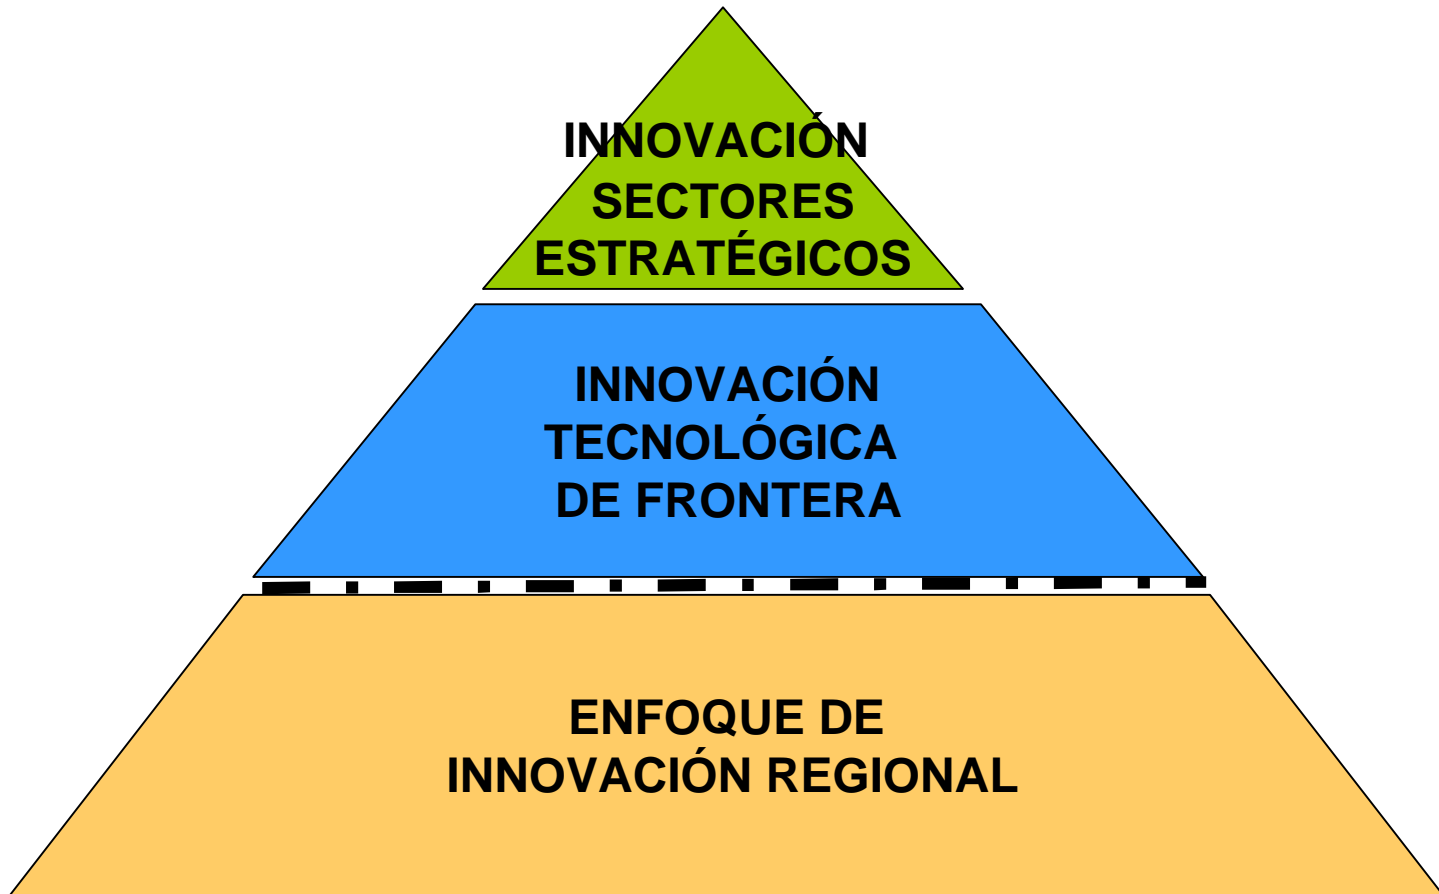 INNOVACIÓN
SECTORES
ESTRATÉGICOS
INNOVACIÓN
TECNOLÓGICA
DE FRONTERA
ENFOQUE DE
INNOVACIÓN REGIONAL